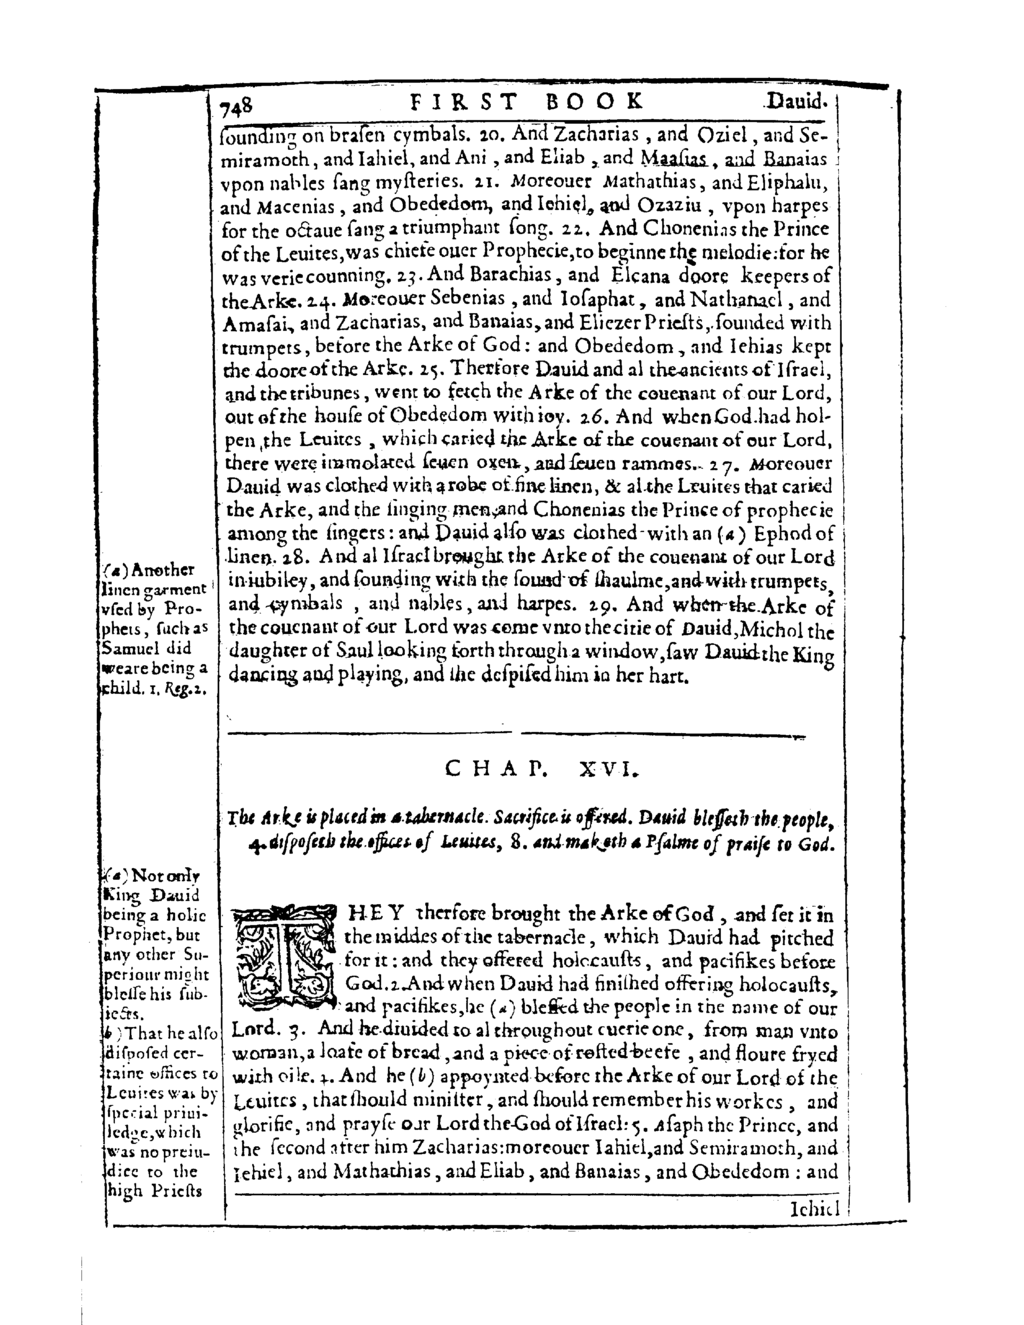 748 FIRST BOOK Dauid.
ſounding on braſen cymbals. 20. And Zacharias, and Oziel, and Se-
miramoth, and Iahiel, and Ani, and Eliab, and Maaſias, and Banaias
vpon nables ſang myſteries. 21. Moreouer Mathathias, and Eliphalu,
and Macenias, and Obededom, and Iehiel, and Ozaziu, vpon harpes
for the octaue ſang a triumphant ſong. 22. And Chonenias the Prince
of the Leuites, was chiefe ouer Prophecie, to beginne the melodie: for he
was verie counning. 23. And Barachias, and Elcana doore keepers of
the Arke. 24. Moreouer Sebenias, and Ioſaphat, and Nathanael, and
Amaſai, and Zacharias, and Banaias, and Eliezer Prieſts, ſounded with
trumpets, before the Arke of God: and Obededom, and Iehias kept
the doore of the Arke. 25. Therfore Dauid and al the ancients of Iſrael,
and the tribunes, went to fetch the Arke of the couenant of our Lord,
out of the houſe of Obededom with ioy. 26. And when God had hol-
pen the Leuites, which caried the Arke of the couenant of our Lord,
there were immolated ſeuen oxen, and ſeuen rammes. 27. Moreouer
Dauid was clothed with a robe of fine linen, & al the Leuites that caried
the Arke, and the ſinging men, and Chonenias the Prince of prophecie
among the ſingers: and Dauid alſo was clothed with an (a) Ephod of
linen. 28. And al Iſrael brought the Arke of the couenant of our Lord
in iubiley, and ſounding with the ſound of ſhaulme, and with trumpets,
and cymbals, and nables, and harpes. 29. And when the Arke of
the couenant of our Lord was come vnto the citie of Dauid, Michol the
daughter of Saul looking forth through a window, ſaw Dauid the King
dancing and playing, and ſhe deſpiſed him in her hart.
(a) Another
linen garment
vſed by Pro-
phets, ſuch as
Samuel did
weare being a
child. 1. Reg. 2.
CHAP. XVI.
The Arke is placed in a tabernacle. Sacrifice is offered. Dauid bleſſeth the people,
4. diſpoſeth the offices of Leuites, 8. and maketh a Pſalme of praiſe to God.
THEY therfore brought the Arke of God, and ſet it in
the middes of the tabernacle, which Dauid had pitched
for it: and they offered holocauſts, and pacifikes before
God. 2. And when Dauid had finiſhed offering holocauſts,
and pacifikes, he (a) bleſſed the people in the name of our
Lord. 3. And he diuided to al throughout euerie one, from man vnto
woman, a loafe of bread, and a piece of roſted beefe, and floure fryed
with oile. 4. And he (b) appoynted before the Arke of our Lord of the
Leuites, that ſhould miniſter, and ſhould remember his workes, and
glorifie, and prayſe our Lord the God of Iſrael: 5. Aſaph the Prince, and
the ſecond after him Zacharias: moreouer Iahiel, and Semiramoth, and
Iehiel, and Mathathias, and Eliab, and Banaias, and Obededom: and
(a) Not only
King Dauid
being a holie
Prophet, but
any other Su-
periour might
bleſſe his ſub-
iects.
b) That he alſo
diſpoſed cer-
taine offices to
Leuites was by
ſpecial priui-
ledge, which
was no preiu-
dice to the
high Prieſts
Iehiel